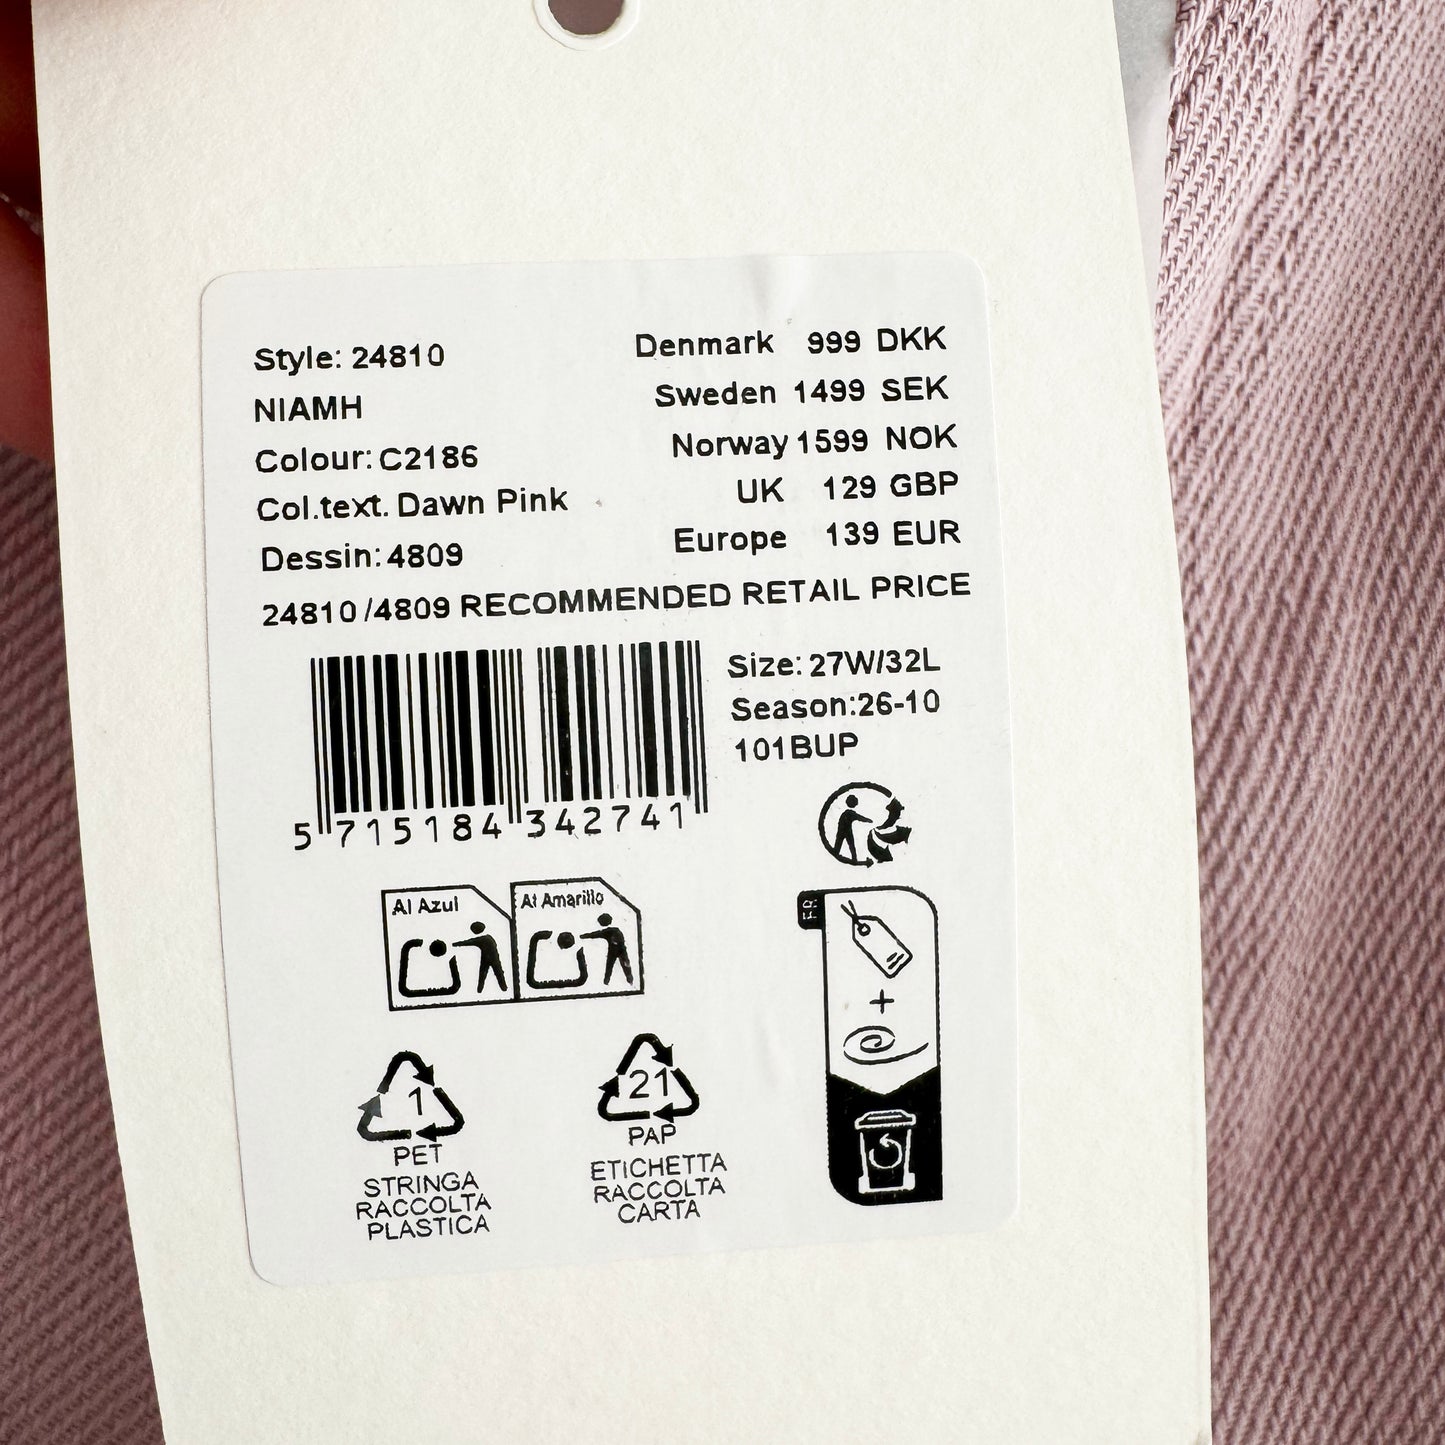 Style: 24810
NIAMH
Colour: C2186
Col.text. Dawn Pink
Dessin: 4809
Denmark 999 DKK
Sweden 1499 SEK
Norway 1599 NOK
UK 129 GBP
Europe 139 EUR
24810/4809 RECOMMENDED RETAIL PRICE
Size: 27W/32L
Season:26-10
101BUP
5 715184 342741
Al Azul
Al Amarillo
FR
+
1
PET
STRINGA
RACCOLTA
PLASTICA
21
PAP
ETICHETTA
RACCOLTA
CARTA